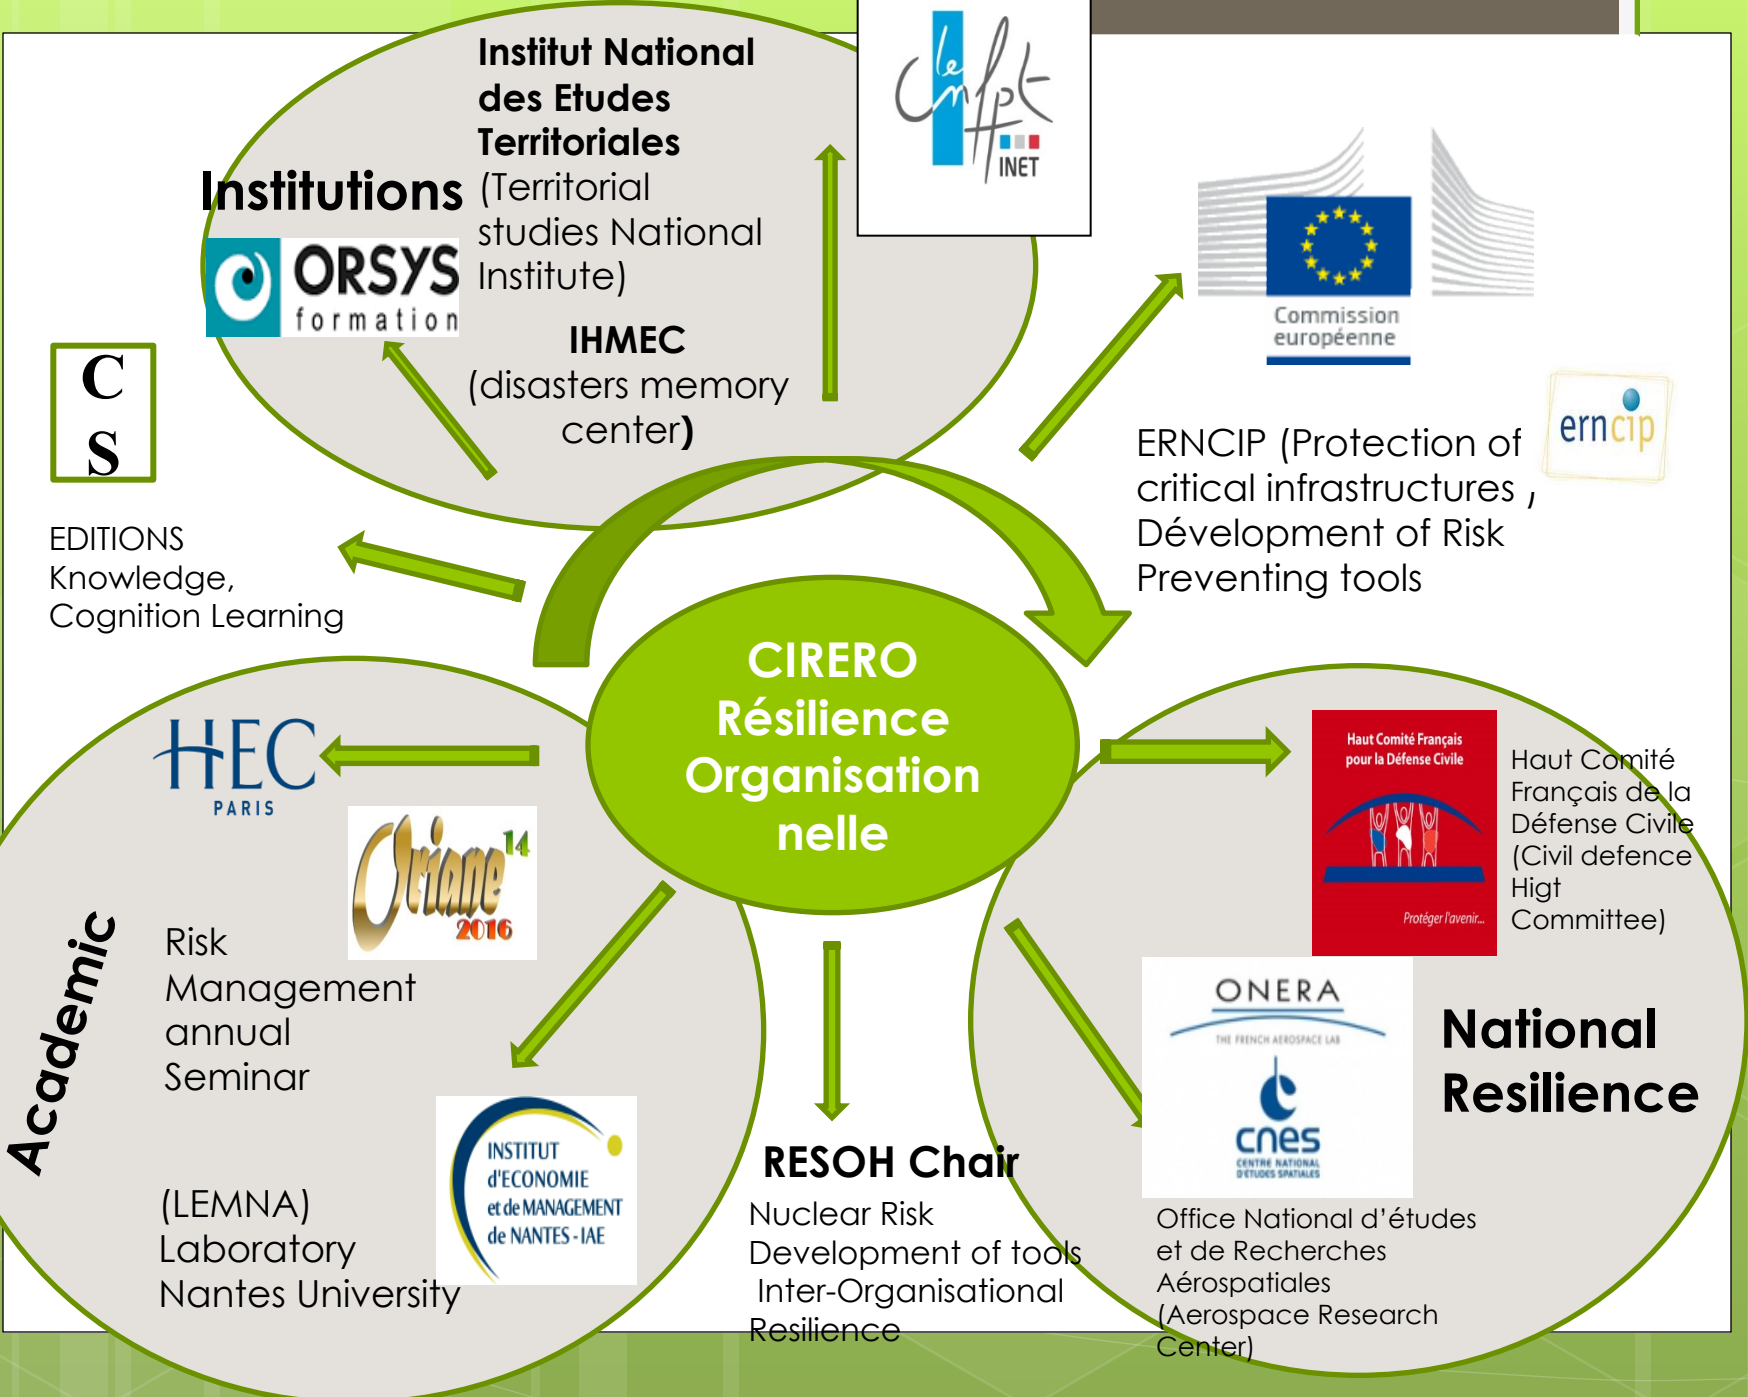 Institut National
des Etudes
Territoriales
(Territorial
studies National
Institute)
Institutions
ORSYS
formation
IHMEC
(disasters memory
center)
le
cnfpt
INET
Commission
européenne
erncip
ERNCIP (Protection of
critical infrastructures ,
Dévelopment of Risk
Preventing tools
C
S
EDITIONS
Knowledge,
Cognition Learning
CIRERO
Résilience
Organisation
nelle
HEC
PARIS
Oriane 14
2016
Academic
Risk
Management
annual
Seminar
INSTITUT
d'ECONOMIE
et de MANAGEMENT
de NANTES - IAE
(LEMNA)
Laboratory
Nantes University
RESOH Chair
Nuclear Risk
Development of tools
Inter-Organisational
Resilience
Haut Comité Français
pour la Défense Civile
Protéger l'avenir...
Haut Comité
Français de la
Défense Civile
(Civil defence
Higt
Committee)
ONERA
THE FRENCH AEROSPACE LAB
cnes
CENTRE NATIONAL
D'ÉTUDES SPATIALES
National
Resilience
Office National d’études
et de Recherches
Aérospatiales
(Aerospace Research
Center)